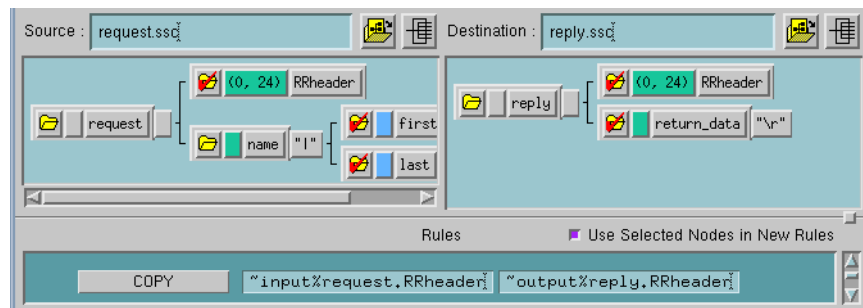 Source : request.ssc Destination : reply.ssc
(0, 24) RRheader (0, 24) RRheader
request reply
name "|" first return_data "\r"
last
Rules Use Selected Nodes in New Rules
COPY ~input%request.RRheader ~output%reply.RRheader